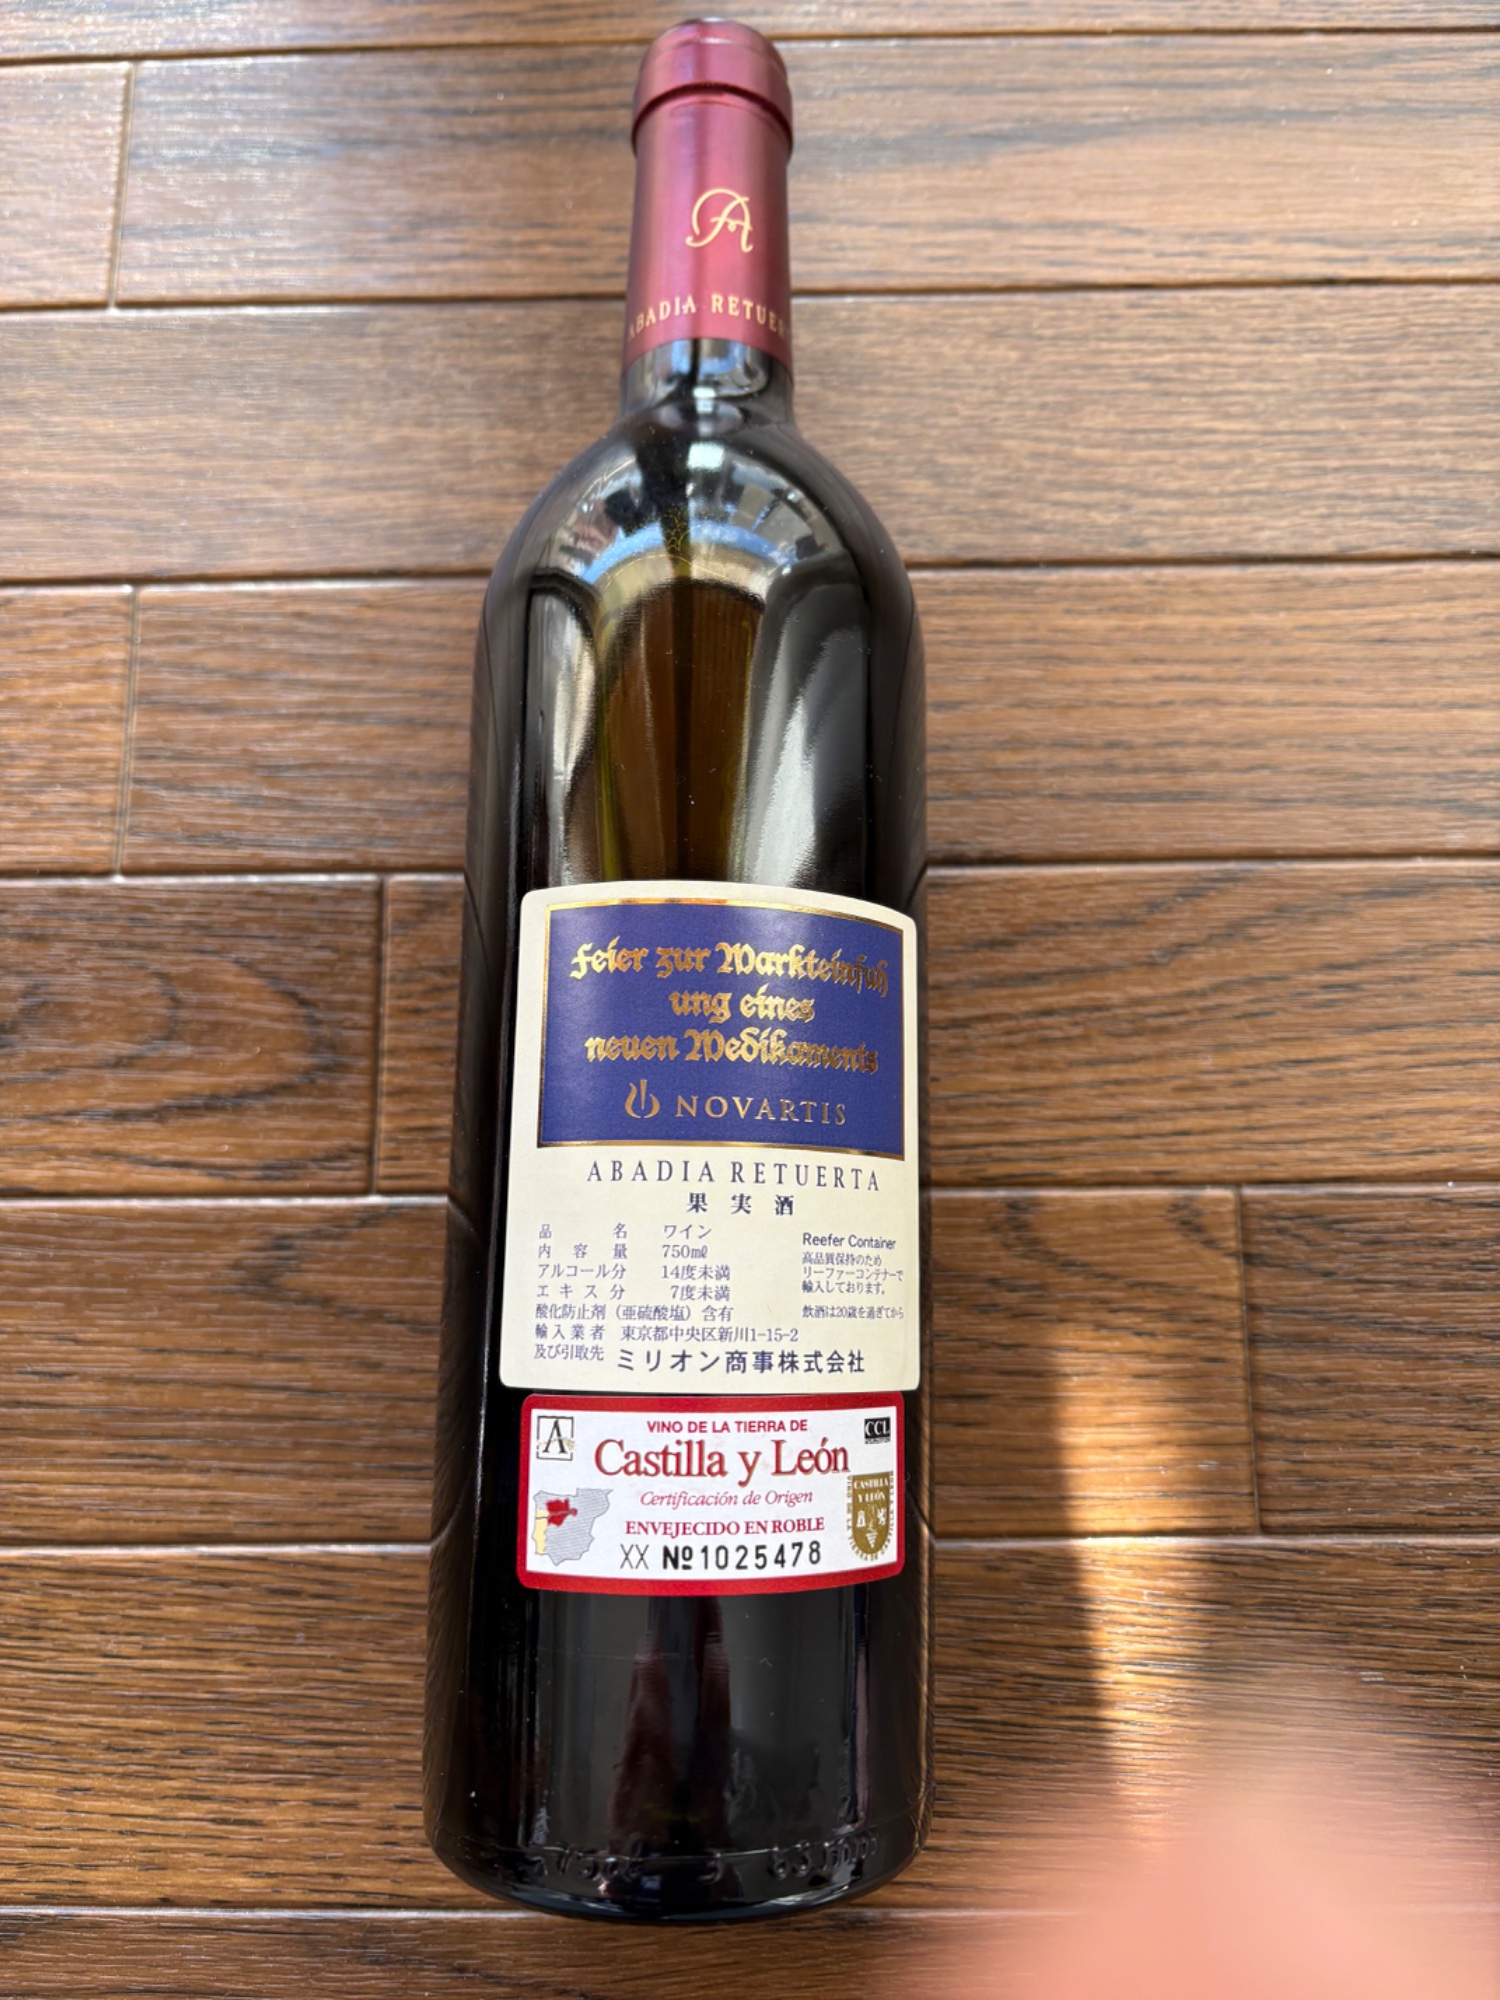 A
ABADIA RETUER
Feier zur Markteinfuh
ung eines
neuen Medikaments
NOVARTIS
ABADIA RETUERTA
果実酒
品名 ワイン
内容量 750mℓ
アルコール分 14度未満
エキス分 7度未満
酸化防止剤(亜硫酸塩)含有
輸入業者 東京都中央区新川1-15-2
及び引取先 ミリオン商事株式会社
Reefer Container
高品質保持のため
リーファーコンテナーで
輸入しております。
飲酒は20歳を過ぎてから
A
VINO DE LA TIERRA DE
CCL
Castilla y León
Certificación de Origen
CASTILLA
Y LEÓN
ENVEJECIDO EN ROBLE
XX Nº1025478